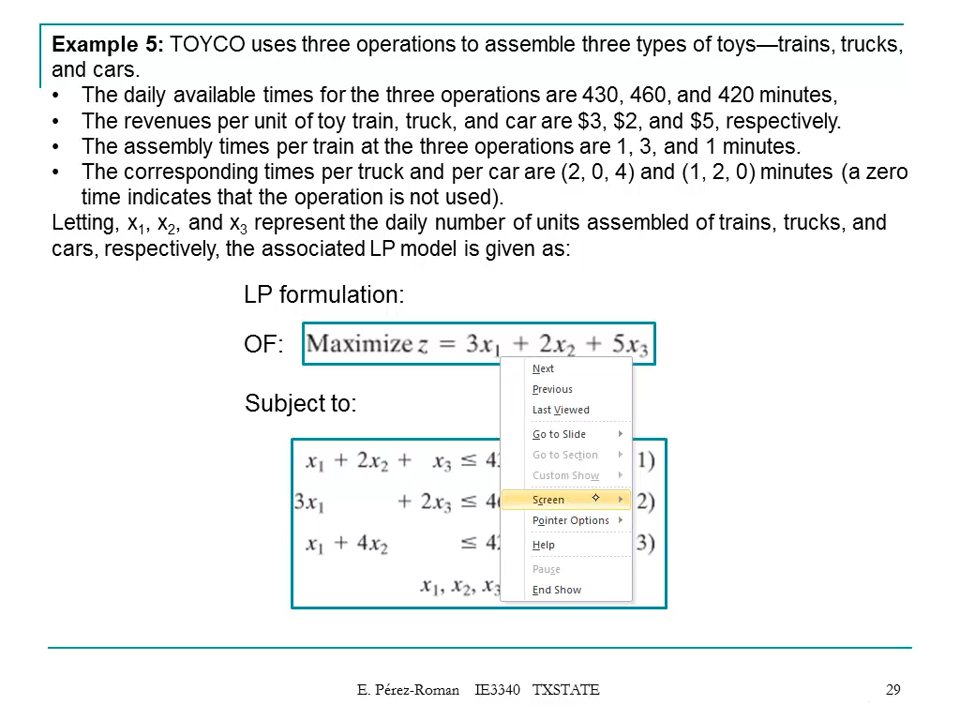 Example 5: TOYCO uses three operations to assemble three types of toys—trains, trucks,
and cars.
• The daily available times for the three operations are 430, 460, and 420 minutes,
• The revenues per unit of toy train, truck, and car are $3, $2, and $5, respectively.
• The assembly times per train at the three operations are 1, 3, and 1 minutes.
• The corresponding times per truck and per car are (2, 0, 4) and (1, 2, 0) minutes (a zero
time indicates that the operation is not used).
Letting, x₁, x₂, and x₃ represent the daily number of units assembled of trains, trucks, and
cars, respectively, the associated LP model is given as:
LP formulation:
OF: Maximize z = 3x₁ + 2x₂ + 5x₃
Subject to:
x₁ + 2x₂ + x₃ ≤ 4 1)
3x₁ + 2x₃ ≤ 4 2)
x₁ + 4x₂ ≤ 4 3)
x₁, x₂, x₃
Next
Previous
Last Viewed
Go to Slide
Go to Section
Custom Show
Screen
Pointer Options
Help
Pause
End Show
E. Pérez-Roman IE3340 TXSTATE 29